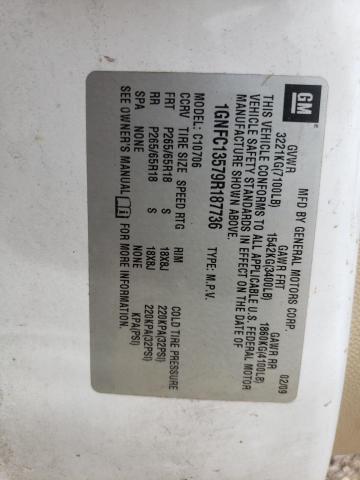 GM
MFD BY GENERAL MOTORS CORP.
02/09
GVWR GAWR FRT GAWR RR
3221KG(7100LB) 1542KG(3400LB) 1860KG(4100LB)
THIS VEHICLE CONFORMS TO ALL APPLICABLE U.S. FEDERAL MOTOR
VEHICLE SAFETY STANDARDS IN EFFECT ON THE DATE OF
MANUFACTURE SHOWN ABOVE.
1GNFC13579R187736 TYPE: M.P.V.
MODEL: C10706
CCRV TIRE SIZE SPEED RTG RIM COLD TIRE PRESSURE
FRT P265/65R18 S 18X8J 220KPA(32PSI)
RR P265/65R18 S 18X8J 220KPA(32PSI)
SPA NONE NONE KPA(PSI)
SEE OWNER'S MANUAL FOR MORE INFORMATION.